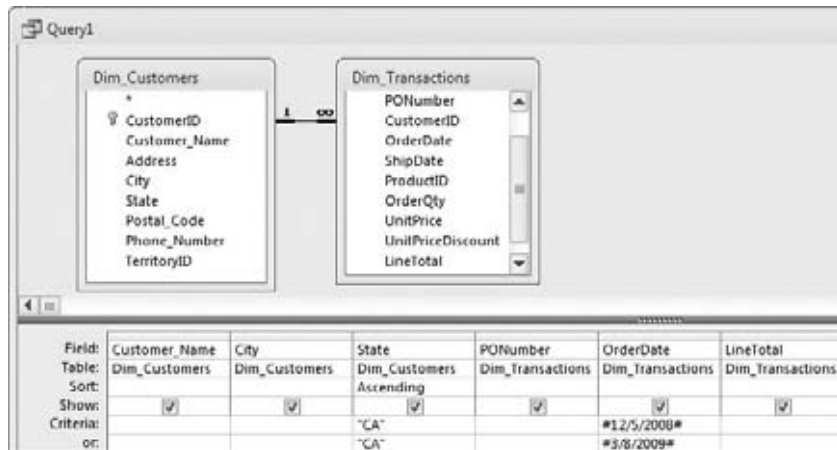 Query1
Dim_Customers
*
CustomerID
Customer_Name
Address
City
State
Postal_Code
Phone_Number
TerritoryID
1 ∞
Dim_Transactions
PONumber
CustomerID
OrderDate
ShipDate
ProductID
OrderQty
UnitPrice
UnitPriceDiscount
LineTotal
Field: Customer_Name City State PONumber OrderDate LineTotal
Table: Dim_Customers Dim_Customers Dim_Customers Dim_Transactions Dim_Transactions Dim_Transactions
Sort: Ascending
Show:
Criteria: "CA" #12/5/2008#
or: "CA" #3/8/2009#